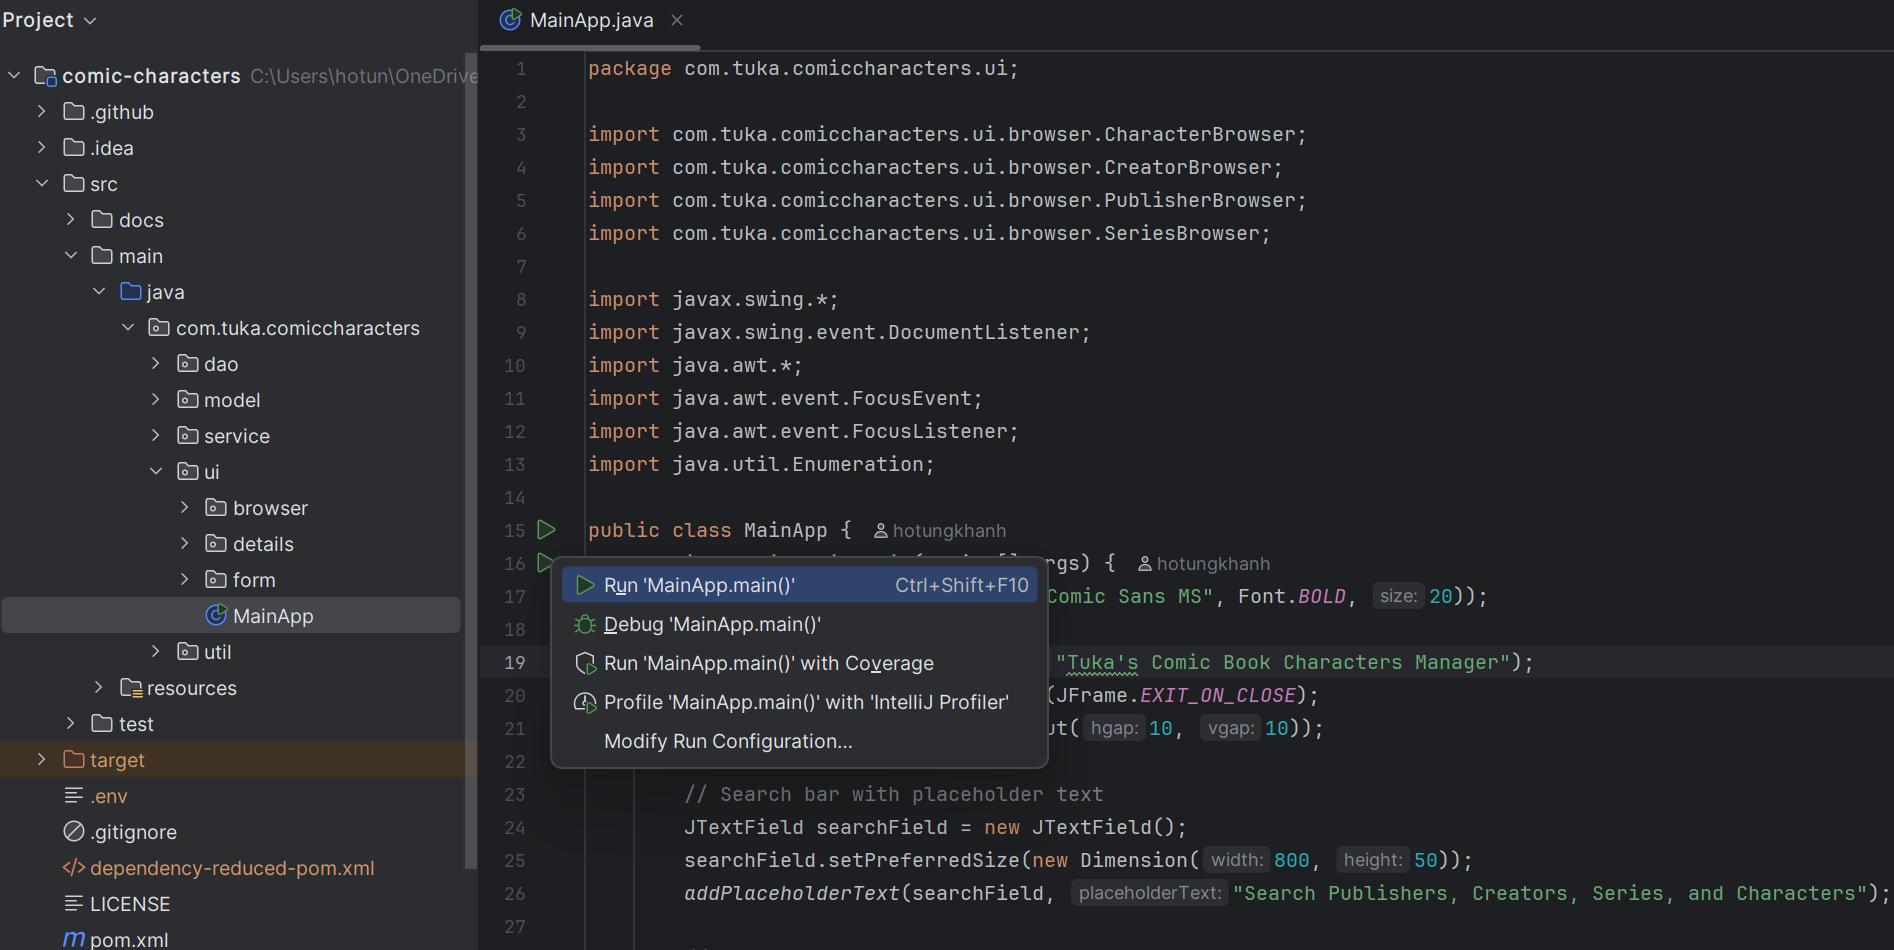 Project
MainApp.java
comic-characters C:\Users\hotun\OneDrive
.github
.idea
src
docs
main
java
com.tuka.comiccharacters
dao
model
service
ui
browser
details
form
MainApp
util
resources
test
target
.env
.gitignore
</> dependency-reduced-pom.xml
LICENSE
m pom.xml
1 package com.tuka.comiccharacters.ui;
2
3 import com.tuka.comiccharacters.ui.browser.CharacterBrowser;
4 import com.tuka.comiccharacters.ui.browser.CreatorBrowser;
5 import com.tuka.comiccharacters.ui.browser.PublisherBrowser;
6 import com.tuka.comiccharacters.ui.browser.SeriesBrowser;
7
8 import javax.swing.*;
9 import javax.swing.event.DocumentListener;
10 import java.awt.*;
11 import java.awt.event.FocusEvent;
12 import java.awt.event.FocusListener;
13 import java.util.Enumeration;
14
15 public class MainApp { hotungkhanh
16 rgs) { hotungkhanh
17 Comic Sans MS", Font.BOLD, size: 20));
18
19 "Tuka's Comic Book Characters Manager");
20 (JFrame.EXIT_ON_CLOSE);
21 ut( hgap: 10, vgap: 10));
22
23 // Search bar with placeholder text
24 JTextField searchField = new JTextField();
25 searchField.setPreferredSize(new Dimension( width: 800, height: 50));
26 addPlaceholderText(searchField, placeholderText: "Search Publishers, Creators, Series, and Characters");
27
Run 'MainApp.main()' Ctrl+Shift+F10
Debug 'MainApp.main()'
Run 'MainApp.main()' with Coverage
Profile 'MainApp.main()' with 'IntelliJ Profiler'
Modify Run Configuration...